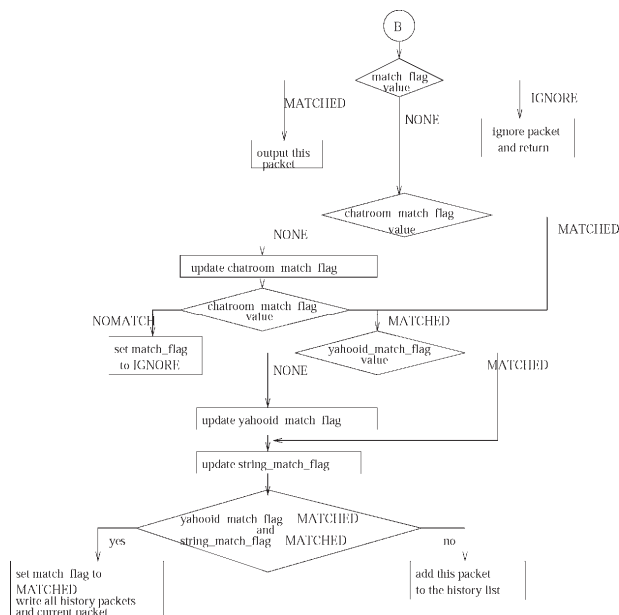 B
match_flag
value
MATCHED
IGNORE
NONE
output this
packet
ignore packet
and return
chatroom match flag
value
MATCHED
NONE
update chatroom match flag
chatroom match flag
value
NOMATCH
MATCHED
set match_flag
to IGNORE
yahooid_match_flag
value
NONE
MATCHED
update yahooid match flag
update string_match_flag
yahooid match flag MATCHED
and
string_match_flag MATCHED
yes
no
set match flag to
MATCHED
write all history packets
and current packet
add this packet
to the history list